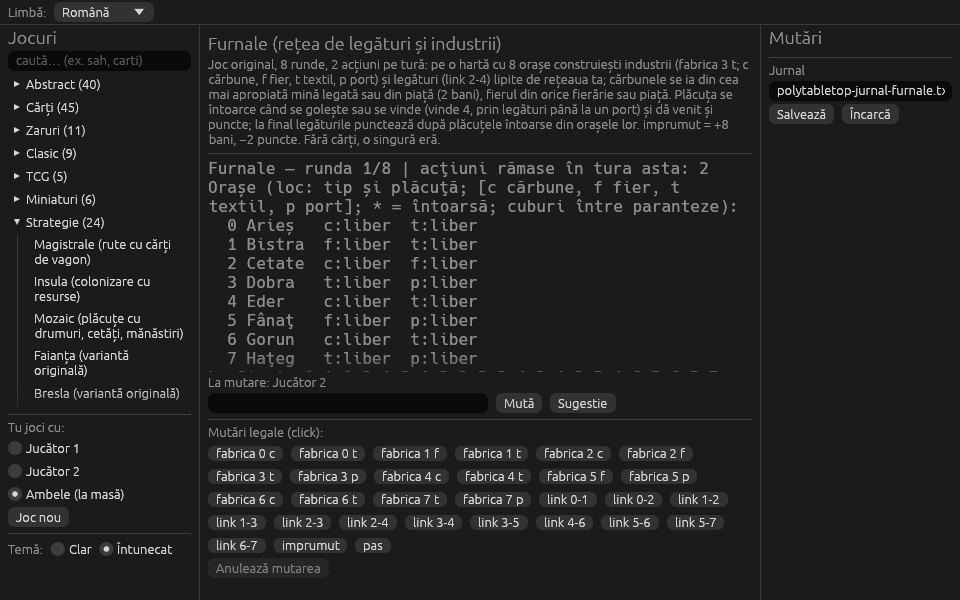 Limbă: Română
Jocuri
caută... (ex. sah, carti)
Abstract (40)
Cărți (45)
Zaruri (11)
Clasic (9)
TCG (5)
Miniaturi (6)
Strategie (24)
Magistrale (rute cu cărți
de vagon)
Insula (colonizare cu
resurse)
Mozaic (plăcuțe cu
drumuri, cetăți, mănăstiri)
Faianța (variantă
originală)
Bresla (variantă originală)
Tu joci cu:
Jucător 1
Jucător 2
Ambele (la masă)
Joc nou
Temă: Clar Întunecat
Furnale (rețea de legături și industrii)
Joc original, 8 runde, 2 acțiuni pe tură: pe o hartă cu 8 orașe construiești industrii (fabrica 3 t; c
cărbune, f fier, t textil, p port) și legături (link 2-4) lipite de rețeaua ta; cărbunele se ia din cea
mai apropiată mină legată sau din piață (2 bani), fierul din orice fierărie sau piață. Plăcuța se
întoarce când se golește sau se vinde (vinde 4, prin legături până la un port) și dă venit și
puncte; la final legăturile punctează după plăcuțele întoarse din orașele lor. imprumut = +8
bani, −2 puncte. Fără cărți, o singură eră.
Furnale — runda 1/8 | acţiuni rămase în tura asta: 2
Oraşe (loc: tip şi plăcuţă; [c cărbune, f fier, t
textil, p port]; * = întoarsă; cuburi între paranteze):
0 Arieş c:liber t:liber
1 Bistra f:liber t:liber
2 Cetate c:liber f:liber
3 Dobra t:liber p:liber
4 Eder c:liber t:liber
5 Fânaţ f:liber p:liber
6 Gorun c:liber t:liber
7 Haţeg t:liber p:liber
La mutare: Jucător 2
Mută Sugestie
Mutări legale (click):
fabrica 0 c fabrica 0 t fabrica 1 f fabrica 1 t fabrica 2 c fabrica 2 f
fabrica 3 t fabrica 3 p fabrica 4 c fabrica 4 t fabrica 5 f fabrica 5 p
fabrica 6 c fabrica 6 t fabrica 7 t fabrica 7 p link 0-1 link 0-2 link 1-2
link 1-3 link 2-3 link 2-4 link 3-4 link 3-5 link 4-6 link 5-6 link 5-7
link 6-7 imprumut pas
Anulează mutarea
Mutări
Jurnal
polytabletop-jurnal-furnale.tx
Salvează Încarcă